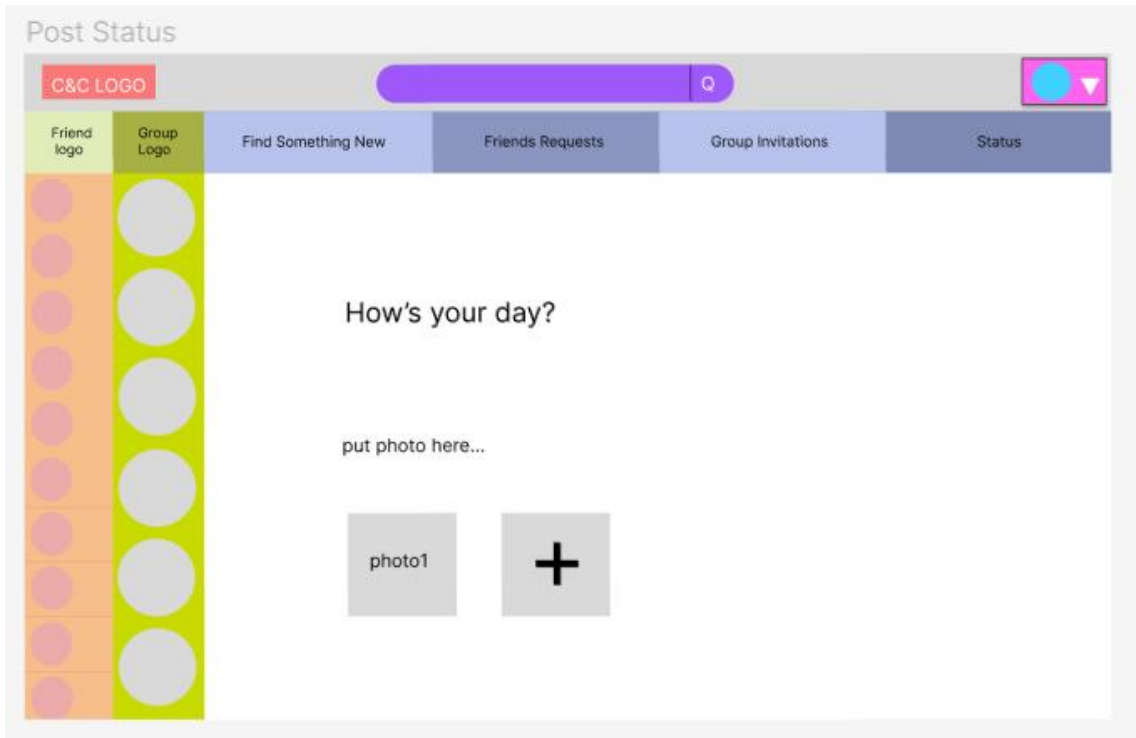 Post Status
C&C LOGO
Q
Friend
logo
Group
Logo
Find Something New
Friends Requests
Group Invitations
Status
How's your day?
put photo here...
photo1
+